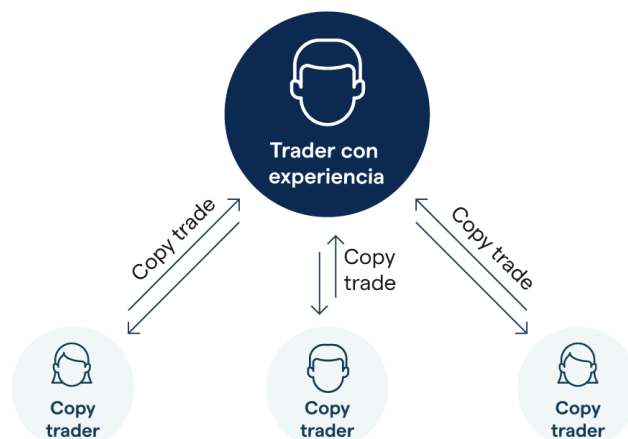 Trader con
experiencia
Copy trade
Copy
trade
Copy trade
Copy
trader
Copy
trader
Copy
trader